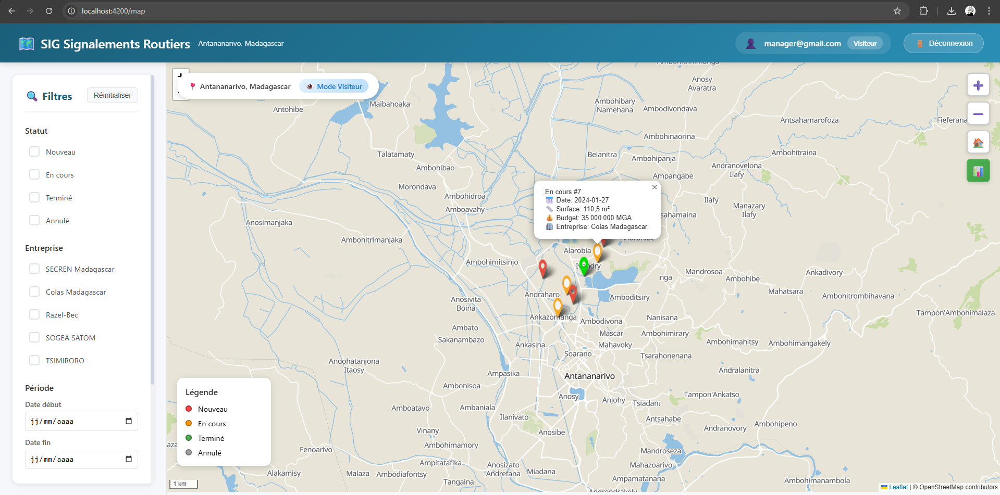 localhost:4200/map
SIG Signalements Routiers
Antananarivo, Madagascar
manager@gmail.com
Visiteur
Déconnexion
Filtres
Réinitialiser
Statut
Nouveau
En cours
Terminé
Annulé
Entreprise
SECREN Madagascar
Colas Madagascar
Razel-Bec
SOGEA SATOM
TSIMIRORO
Période
Date début
jj/mm/aaaa
Date fin
jj/mm/aaaa
Antananarivo, Madagascar
Mode Visiteur
Anosy
Avaratra
Maibahoaka
Antohibe
Ambohibary
Namehana
Ambodivondava
Antsahamarofoza
Fieferana
Ambohinaorina
Talatamaty
Belanitra
Ambohipanja
Ambohitraina
Ambohibao
Andranovelona
Ilafy
Ampangabe
Morondava
Ambohidroa
Amboavahy
Ilafy
Manazary
Ilafy
En cours #7
Date: 2024-01-27
Surface: 110,5 m²
Budget: 35 000 000 MGA
Entreprise: Colas Madagascar
sahamaina
Anosimanjaka
Ambohitrimanjaka
Alarobia
Ambohimitsinjo
Ivandry
Mandrosoa
Ankadivory
nga
Ambohibe
Mahatsara
Ambohitrombihavana
Andraharo
Amboditsiry
Anosivita
Boina
Ankazomanga
Ambodivona
Nanisana
Tampon'Ambohimalaza
Ambato
Mascar
Ambohimirary
Sakanambazo
Ankasina
Mahavoky
Ambohimahitsy
Ambohimangakely
Soarano
Tsarahonenana
Andohatanjona
Itaosy
Ampasika
Antananarivo
Andralanitra
Ambonisoa
Anosy
Anjohy
Tsiadana
Tampon'Ankatso
Amboatavo
Ambaniala
Ilanivato
Antsahabe
Ambohipeno
Vinany
Anosibe
Andranovory
Ambohimamory
Fenoarivo
Mandroseza
Ampitatafika
Anosizato
Andrefana
Mahazoarivo
Alakamisy
Malaza
Ambodiafontsy
Miadana
Tangaina
Ampamatanana
Ambohimanambola
Légende
Nouveau
En cours
Terminé
Annulé
1 km
Leaflet | © OpenStreetMap contributors